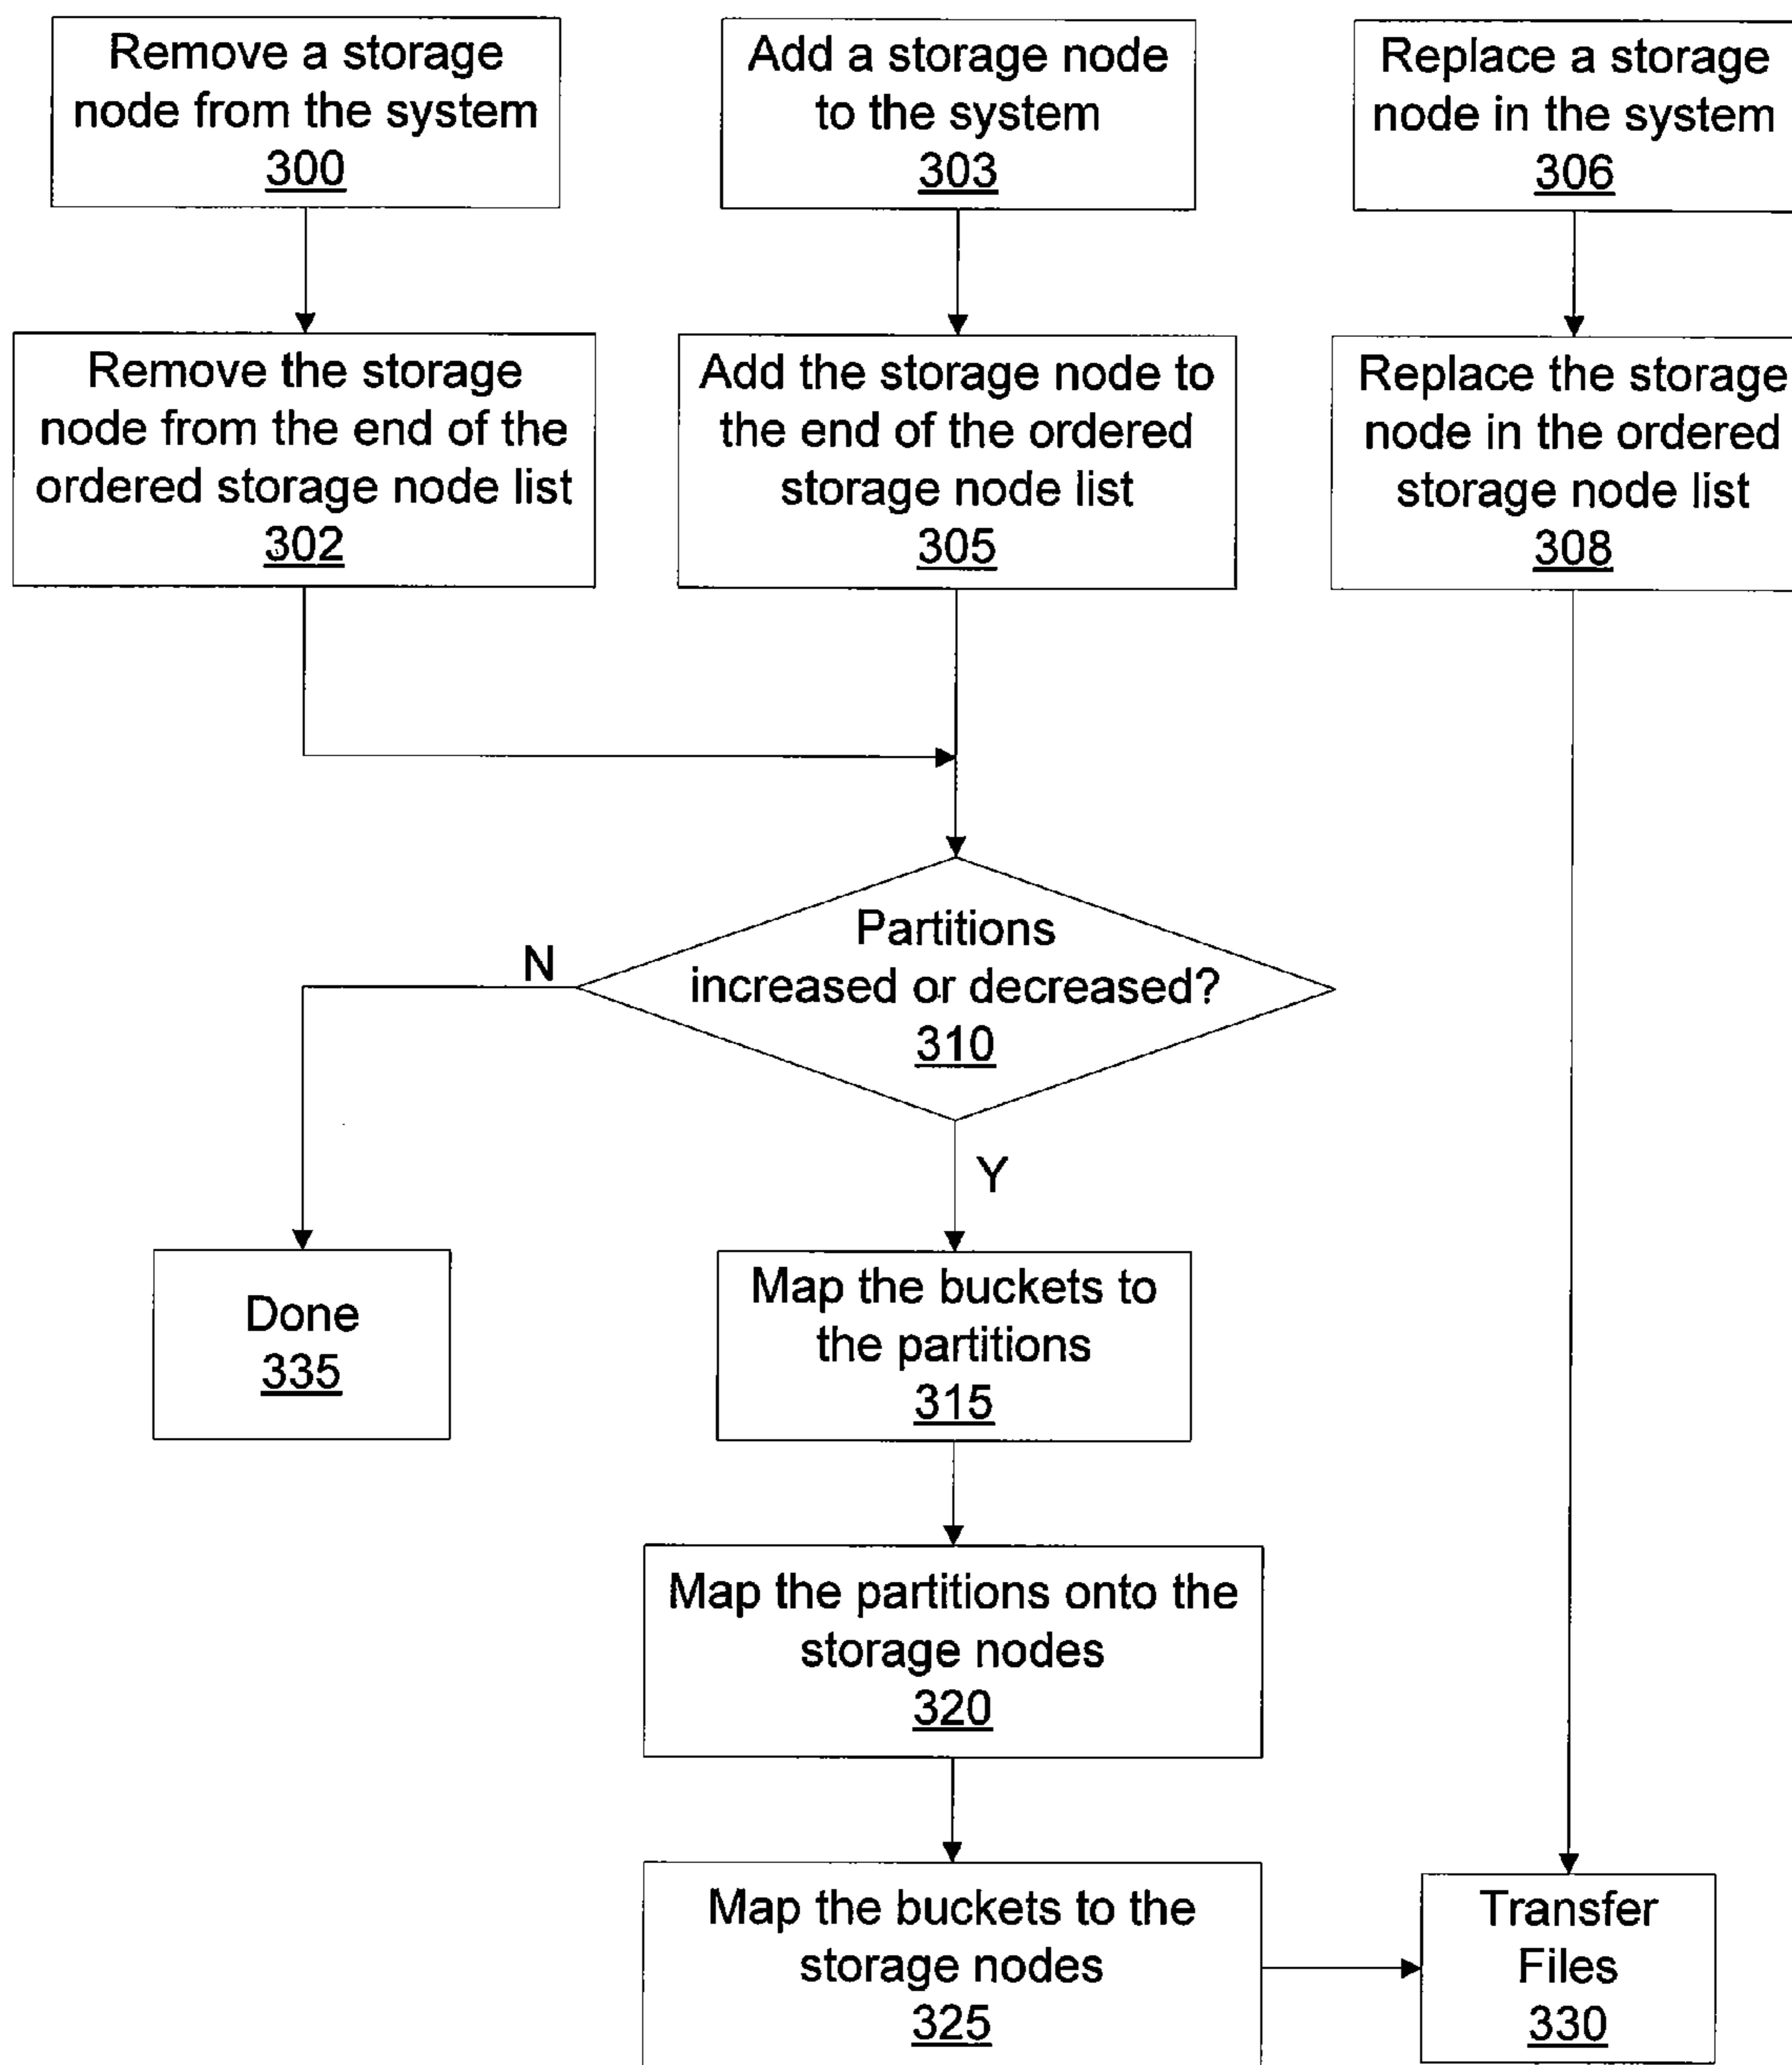 Remove a storage
node from the system
300
Add a storage node
to the system
303
Replace a storage
node in the system
306
Remove the storage
node from the end of the
ordered storage node list
302
Add the storage node to
the end of the ordered
storage node list
305
Replace the storage
node in the ordered
storage node list
308
Partitions
increased or decreased?
310
N
Y
Done
335
Map the buckets to
the partitions
315
Map the partitions onto the
storage nodes
320
Map the buckets to the
storage nodes
325
Transfer
Files
330